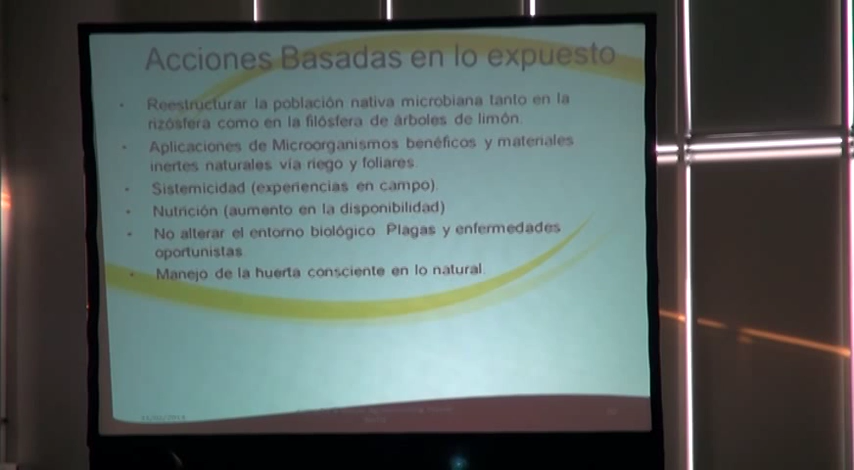 Acciones Basadas en lo expuesto
Reestructurar la población nativa microbiana tanto en la
rizósfera como en la filósfera de árboles de limón.
Aplicaciones de Microorganismos benéficos y materiales
inertes naturales vía riego y foliares.
Sistemicidad (experiencias en campo).
Nutrición (aumento en la disponibilidad)
No alterar el entorno biológico. Plagas y enfermedades
oportunistas.
Manejo de la huerta consciente en lo natural.